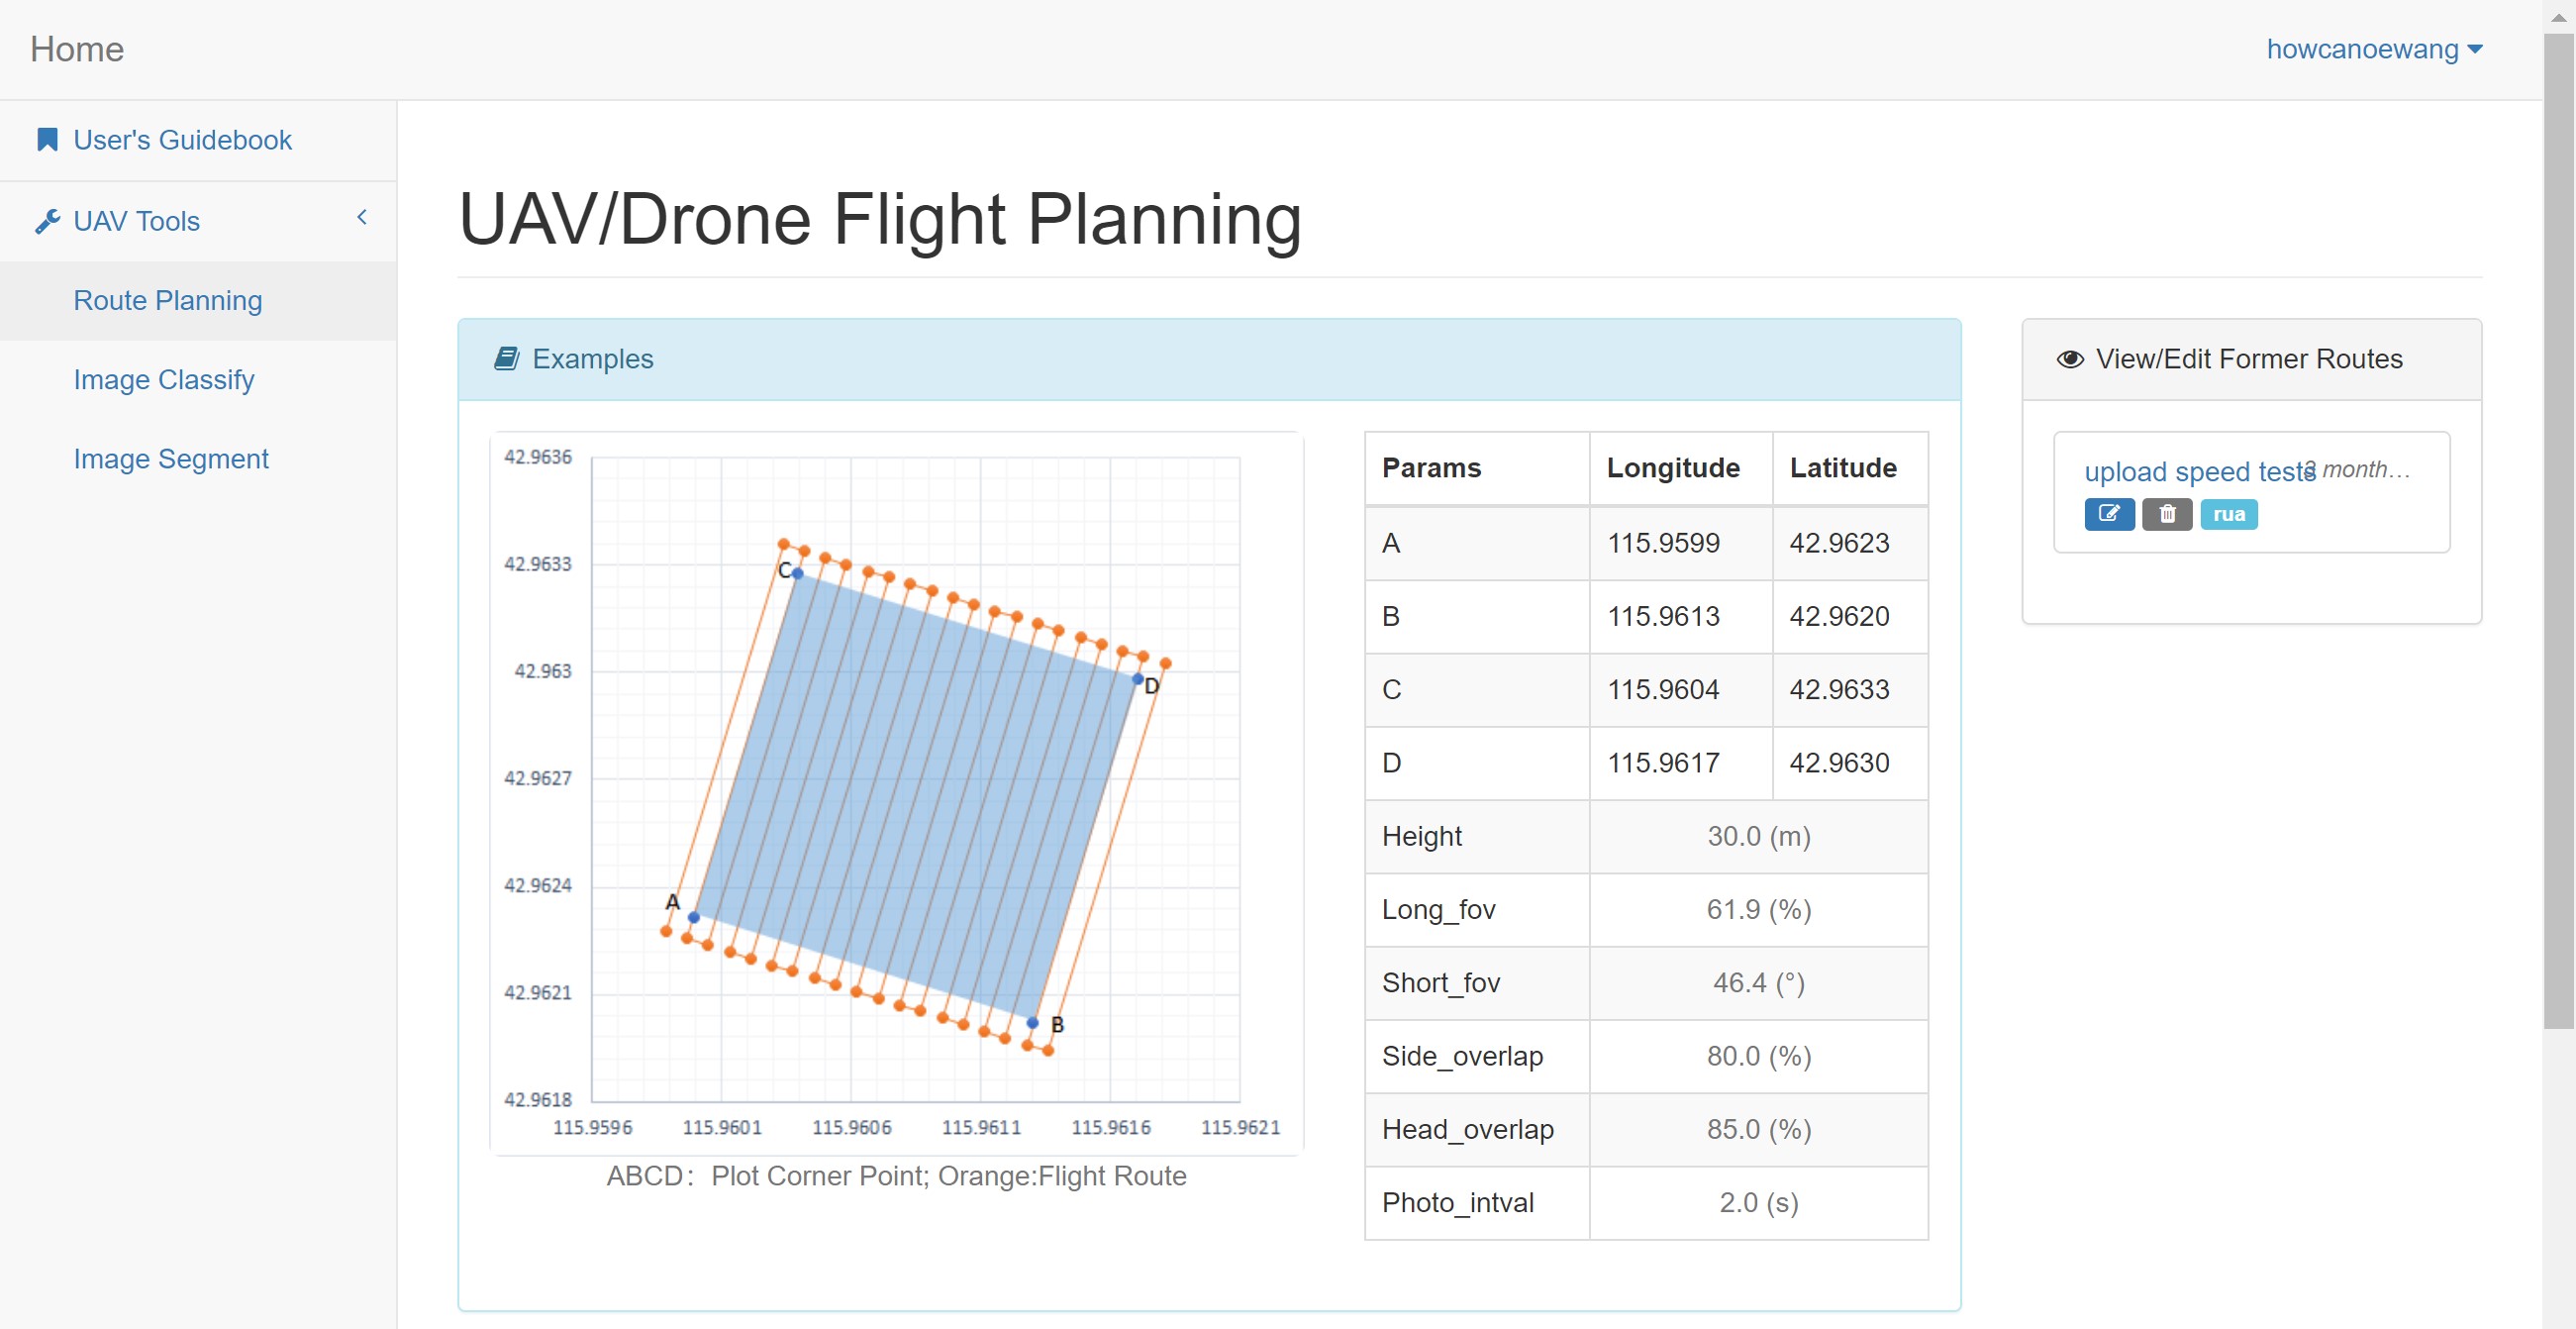 Home
howcanoewang
User's Guidebook
UAV Tools
Route Planning
Image Classify
Image Segment
UAV/Drone Flight Planning
Examples
42.9636
42.9633
42.963
42.9627
42.9624
42.9621
42.9618
115.9596 115.9601 115.9606 115.9611 115.9616 115.9621
C
D
A
B
ABCD：Plot Corner Point; Orange:Flight Route
Params Longitude Latitude
A 115.9599 42.9623
B 115.9613 42.9620
C 115.9604 42.9633
D 115.9617 42.9630
Height 30.0 (m)
Long_fov 61.9 (%)
Short_fov 46.4 (°)
Side_overlap 80.0 (%)
Head_overlap 85.0 (%)
Photo_intval 2.0 (s)
View/Edit Former Routes
upload speed tests month…
rua